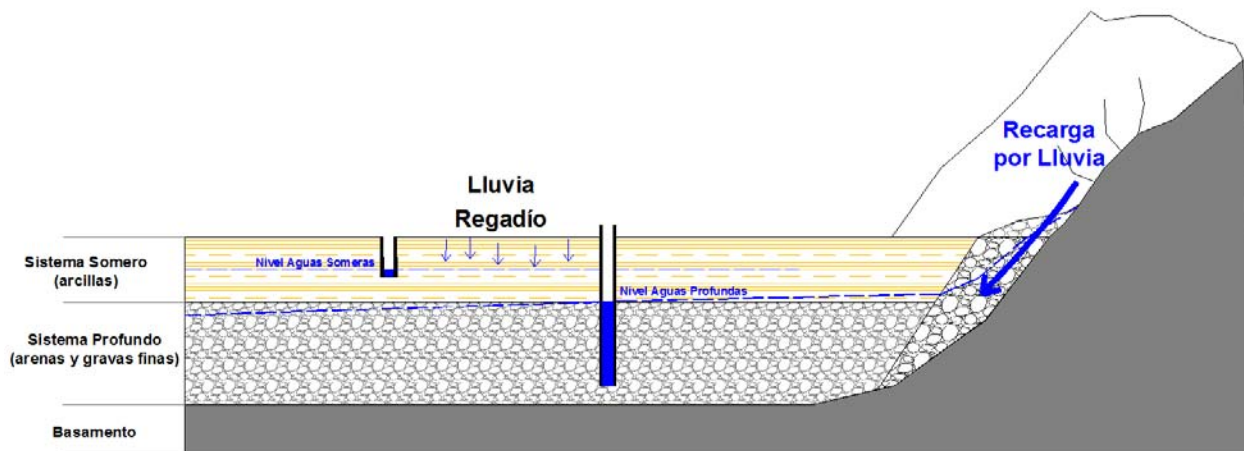 Recarga
por Lluvia
Lluvia
Regadío
Sistema Somero
(arcillas)
Nivel Aguas Someras
Nivel Aguas Profundas
Sistema Profundo
(arenas y gravas finas)
Basamento